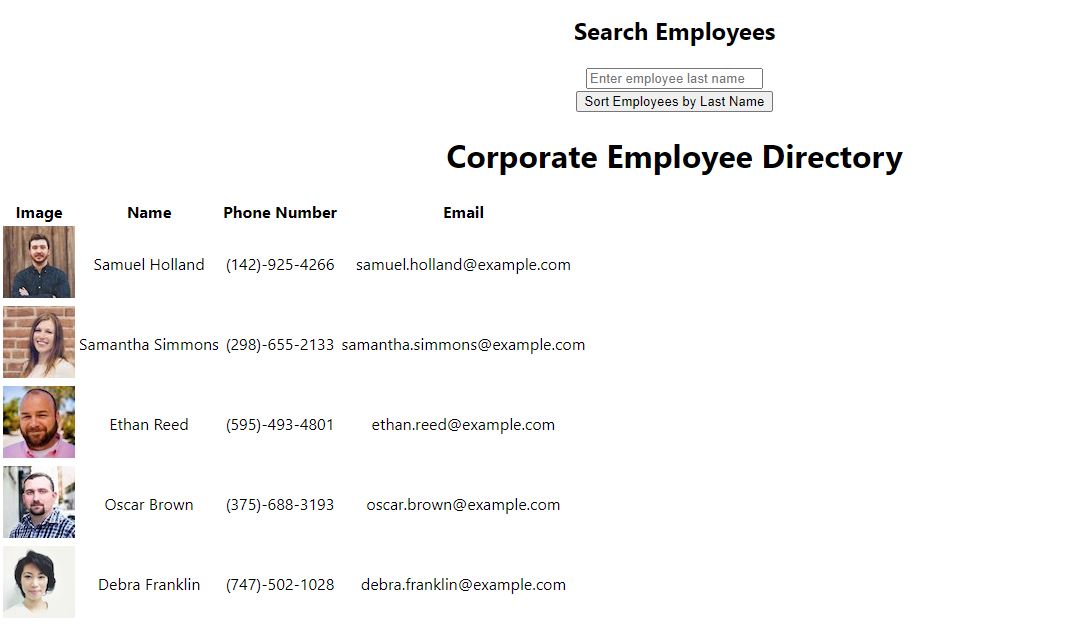 Search Employees
Enter employee last name
Sort Employees by Last Name
Corporate Employee Directory
Image Name Phone Number Email
Samuel Holland (142)-925-4266 samuel.holland@example.com
Samantha Simmons (298)-655-2133 samantha.simmons@example.com
Ethan Reed (595)-493-4801 ethan.reed@example.com
Oscar Brown (375)-688-3193 oscar.brown@example.com
Debra Franklin (747)-502-1028 debra.franklin@example.com